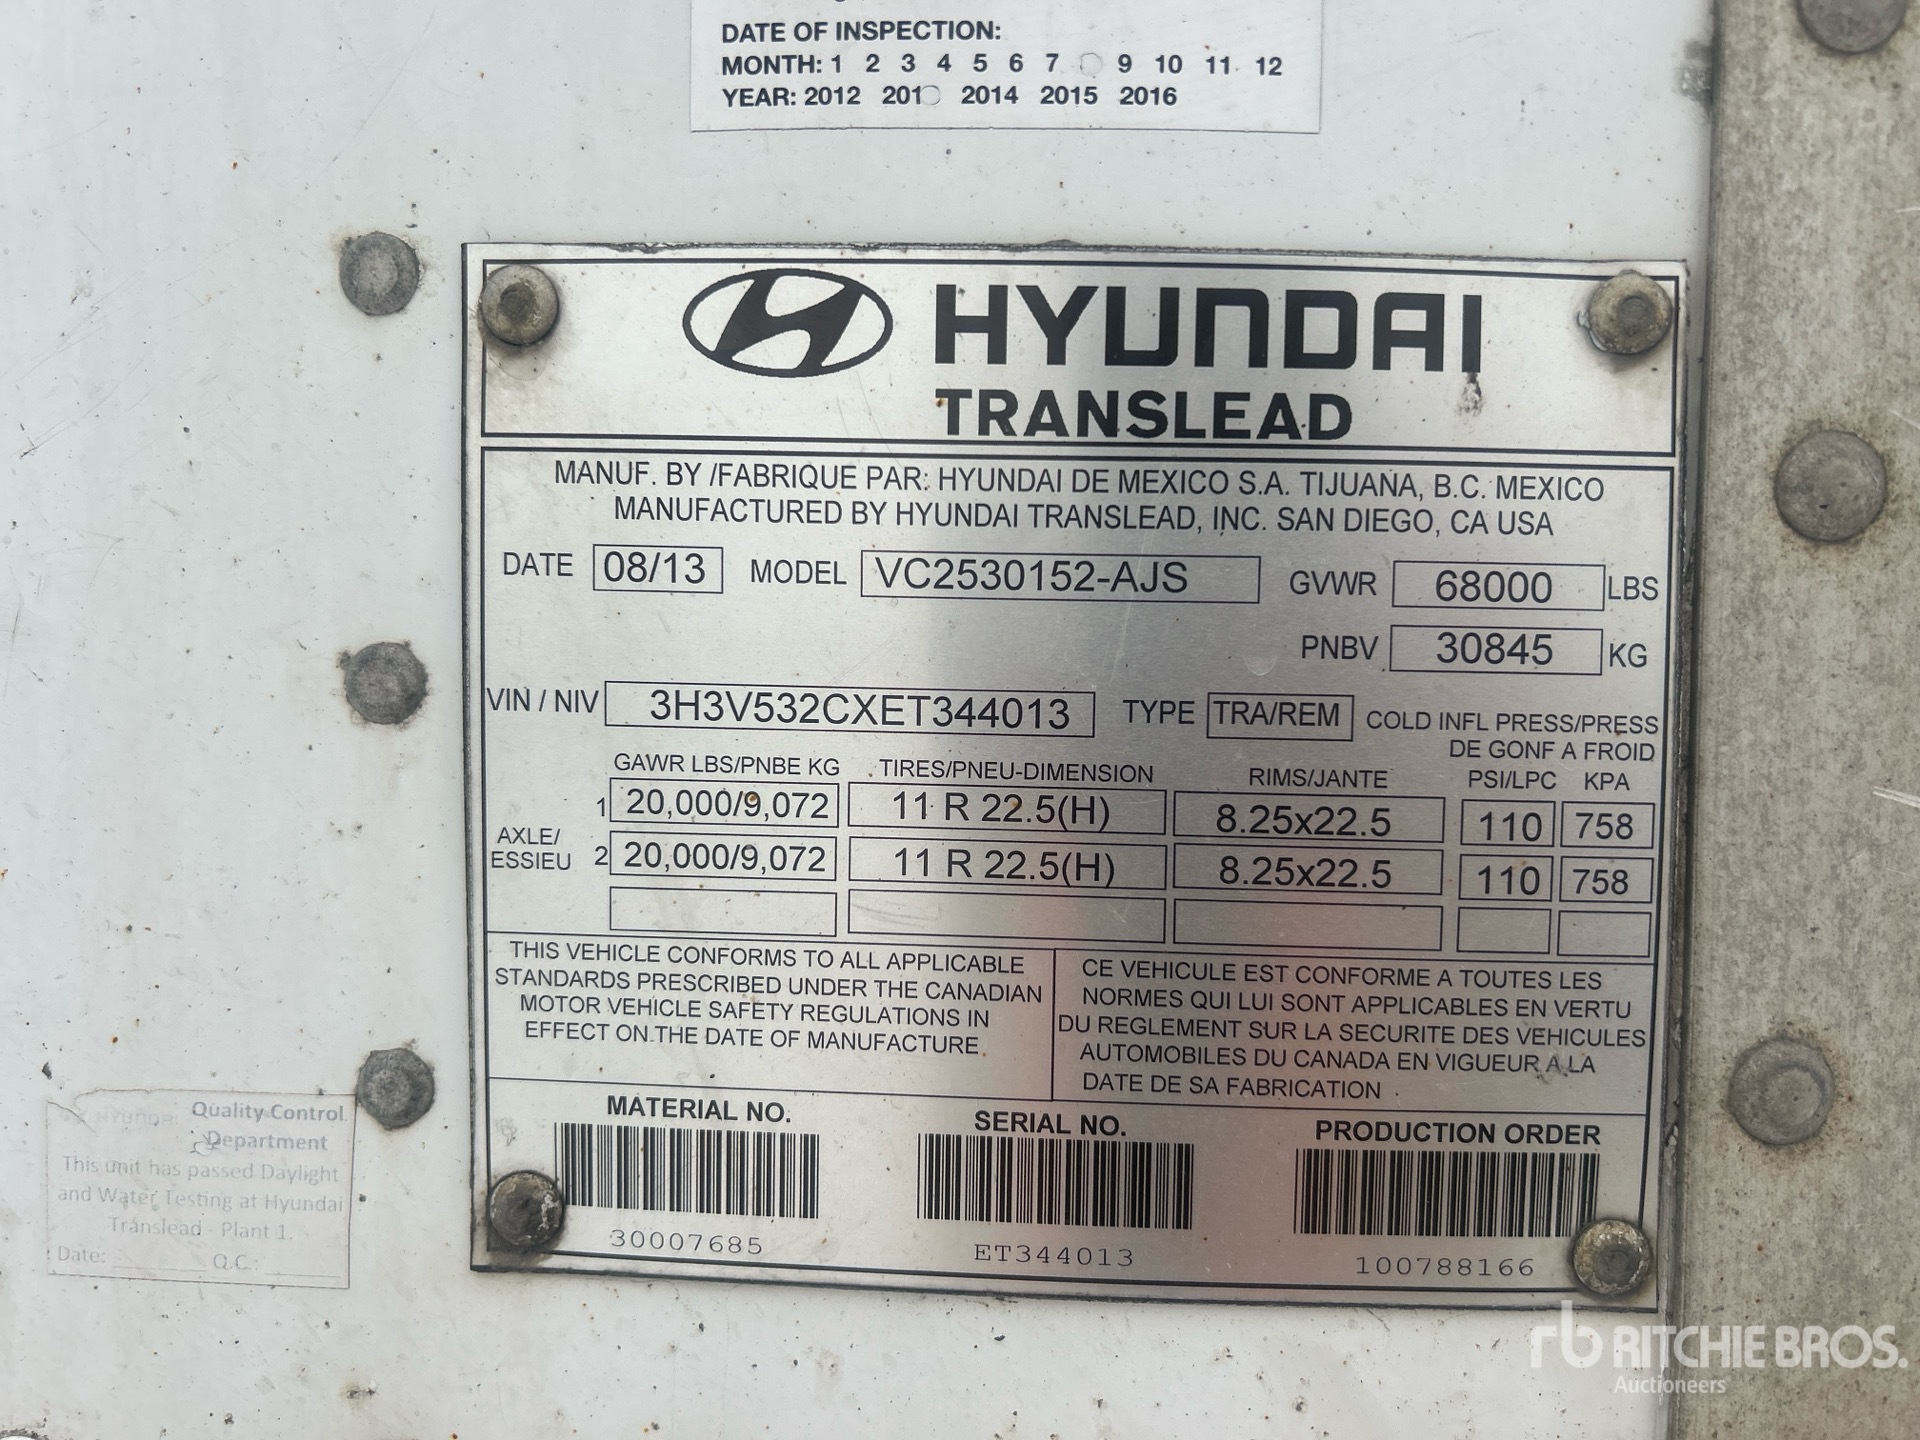 DATE OF INSPECTION:
MONTH: 1 2 3 4 5 6 7 9 10 11 12
YEAR: 2012 201 2014 2015 2016
HYUNDAI
TRANSLEAD
MANUF. BY /FABRIQUE PAR: HYUNDAI DE MEXICO S.A. TIJUANA, B.C. MEXICO
MANUFACTURED BY HYUNDAI TRANSLEAD, INC. SAN DIEGO, CA USA
DATE 08/13 MODEL VC2530152-AJS GVWR 68000 LBS
PNBV 30845 KG
VIN / NIV 3H3V532CXET344013 TYPE TRA/REM COLD INFL PRESS/PRESS
DE GONF A FROID
GAWR LBS/PNBE KG TIRES/PNEU-DIMENSION RIMS/JANTE PSI/LPC KPA
1 20,000/9,072 11 R 22.5(H) 8.25x22.5 110 758
AXLE/
ESSIEU 2 20,000/9,072 11 R 22.5(H) 8.25x22.5 110 758
THIS VEHICLE CONFORMS TO ALL APPLICABLE
STANDARDS PRESCRIBED UNDER THE CANADIAN
MOTOR VEHICLE SAFETY REGULATIONS IN
EFFECT ON THE DATE OF MANUFACTURE.
CE VEHICULE EST CONFORME A TOUTES LES
NORMES QUI LUI SONT APPLICABLES EN VERTU
DU REGLEMENT SUR LA SECURITE DES VEHICULES
AUTOMOBILES DU CANADA EN VIGUEUR A LA
DATE DE SA FABRICATION
MATERIAL NO. SERIAL NO. PRODUCTION ORDER
30007685 ET344013 100788166
HYUNDAI Quality Control
Department
This unit has passed Daylight
and Water Testing at Hyundai
Translead - Plant 1.
Date: Q.C.:
rb RITCHIE BROS.
Auctioneers